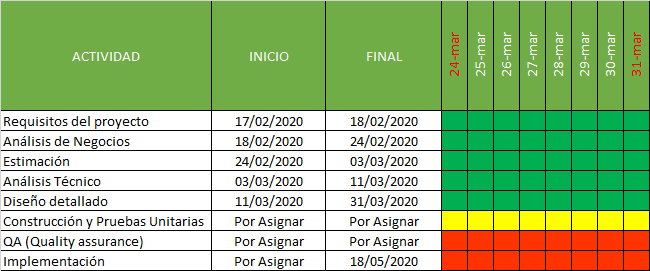 ACTIVIDAD INICIO FINAL 24-mar 25-mar 26-mar 27-mar 28-mar 29-mar 30-mar 31-mar
Requisitos del proyecto 17/02/2020 18/02/2020
Análisis de Negocios 18/02/2020 24/02/2020
Estimación 24/02/2020 03/03/2020
Análisis Técnico 03/03/2020 11/03/2020
Diseño detallado 11/03/2020 31/03/2020
Construcción y Pruebas Unitarias Por Asignar Por Asignar
QA (Quality assurance) Por Asignar Por Asignar
Implementación Por Asignar 18/05/2020